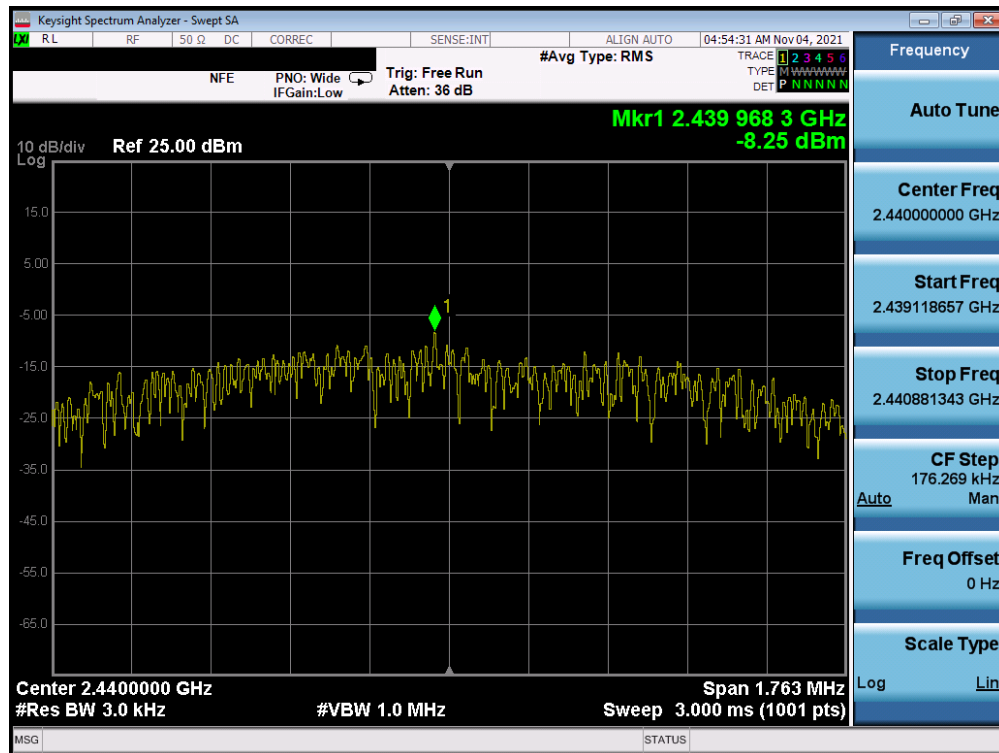 Keysight Spectrum Analyzer - Swept SA
LXI RL RF 50 Ω DC CORREC SENSE:INT ALIGN AUTO 04:54:31 AM Nov 04, 2021
NFE PNO: Wide Trig: Free Run #Avg Type: RMS TRACE 1 2 3 4 5 6
IFGain:Low Atten: 36 dB TYPE M WWWWW
DET P N N N N N
Mkr1 2.439 968 3 GHz
-8.25 dBm
10 dB/div Ref 25.00 dBm
Log
15.0
5.00
1
-5.00
-15.0
-25.0
-35.0
-45.0
-55.0
-65.0
Center 2.4400000 GHz Span 1.763 MHz
#Res BW 3.0 kHz #VBW 1.0 MHz Sweep 3.000 ms (1001 pts)
MSG STATUS
Frequency
Auto Tune
Center Freq
2.440000000 GHz
Start Freq
2.439118657 GHz
Stop Freq
2.440881343 GHz
CF Step
176.269 kHz
Auto Man
Freq Offset
0 Hz
Scale Type
Log Lin